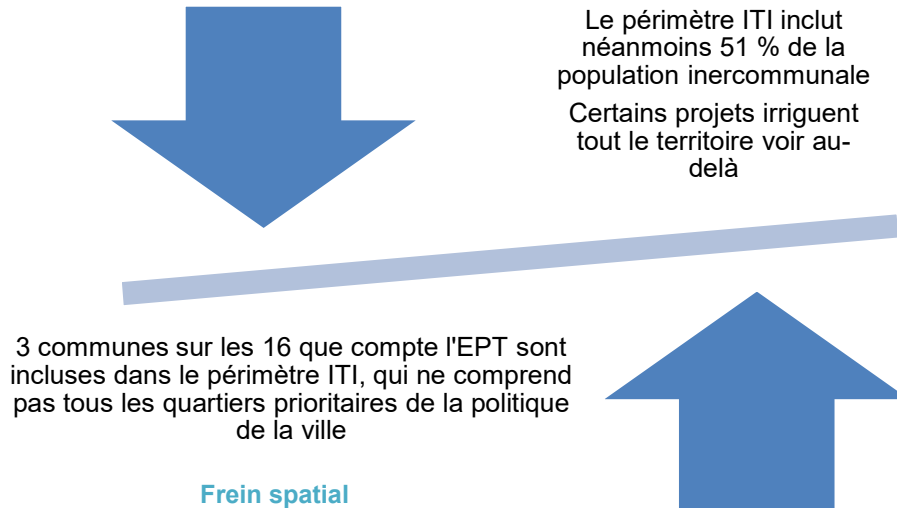 Le périmètre ITI inclut
néanmoins 51 % de la
population inercommunale
Certains projets irriguent
tout le territoire voir au-
delà
3 communes sur les 16 que compte l'EPT sont
incluses dans le périmètre ITI, qui ne comprend
pas tous les quartiers prioritaires de la politique
de la ville
Frein spatial